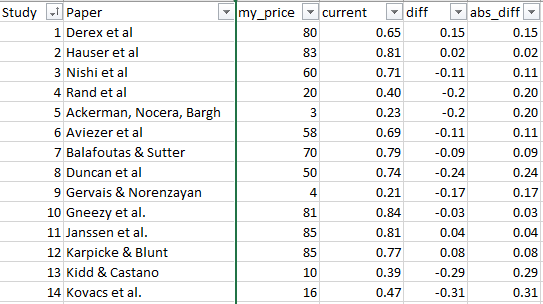 Study Paper my_price current diff abs_diff
1 Derex et al 80 0.65 0.15 0.15
2 Hauser et al 83 0.81 0.02 0.02
3 Nishi et al 60 0.71 -0.11 0.11
4 Rand et al 20 0.40 -0.2 0.20
5 Ackerman, Nocera, Bargh 3 0.23 -0.2 0.20
6 Aviezer et al 58 0.69 -0.11 0.11
7 Balafoutas & Sutter 70 0.79 -0.09 0.09
8 Duncan et al 50 0.74 -0.24 0.24
9 Gervais & Norenzayan 4 0.21 -0.17 0.17
10 Gneezy et al. 81 0.84 -0.03 0.03
11 Janssen et al. 85 0.81 0.04 0.04
12 Karpicke & Blunt 85 0.77 0.08 0.08
13 Kidd & Castano 10 0.39 -0.29 0.29
14 Kovacs et al. 16 0.47 -0.31 0.31